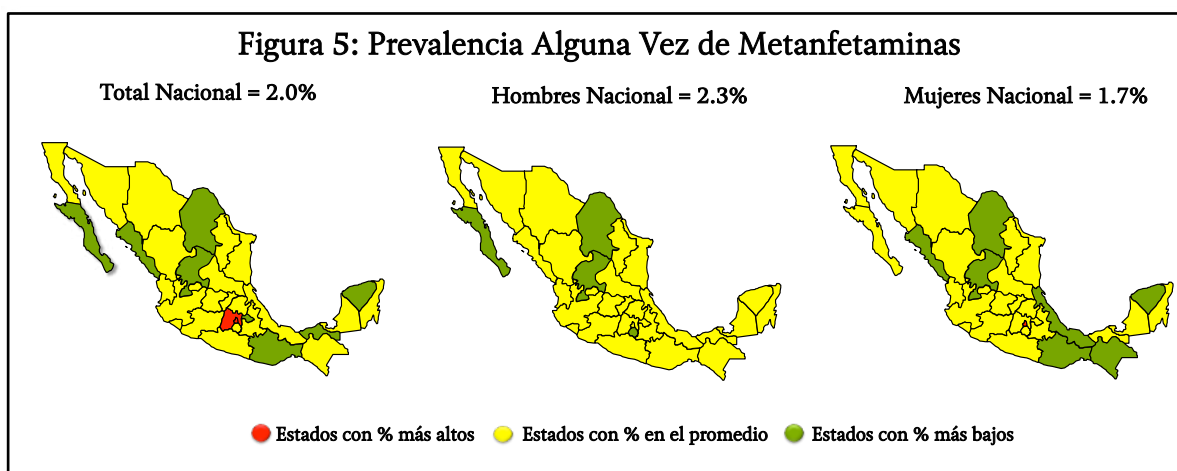 Figura 5: Prevalencia Alguna Vez de Metanfetaminas
Total Nacional = 2.0%
Hombres Nacional = 2.3%
Mujeres Nacional = 1.7%
Estados con % más altos
Estados con % en el promedio
Estados con % más bajos